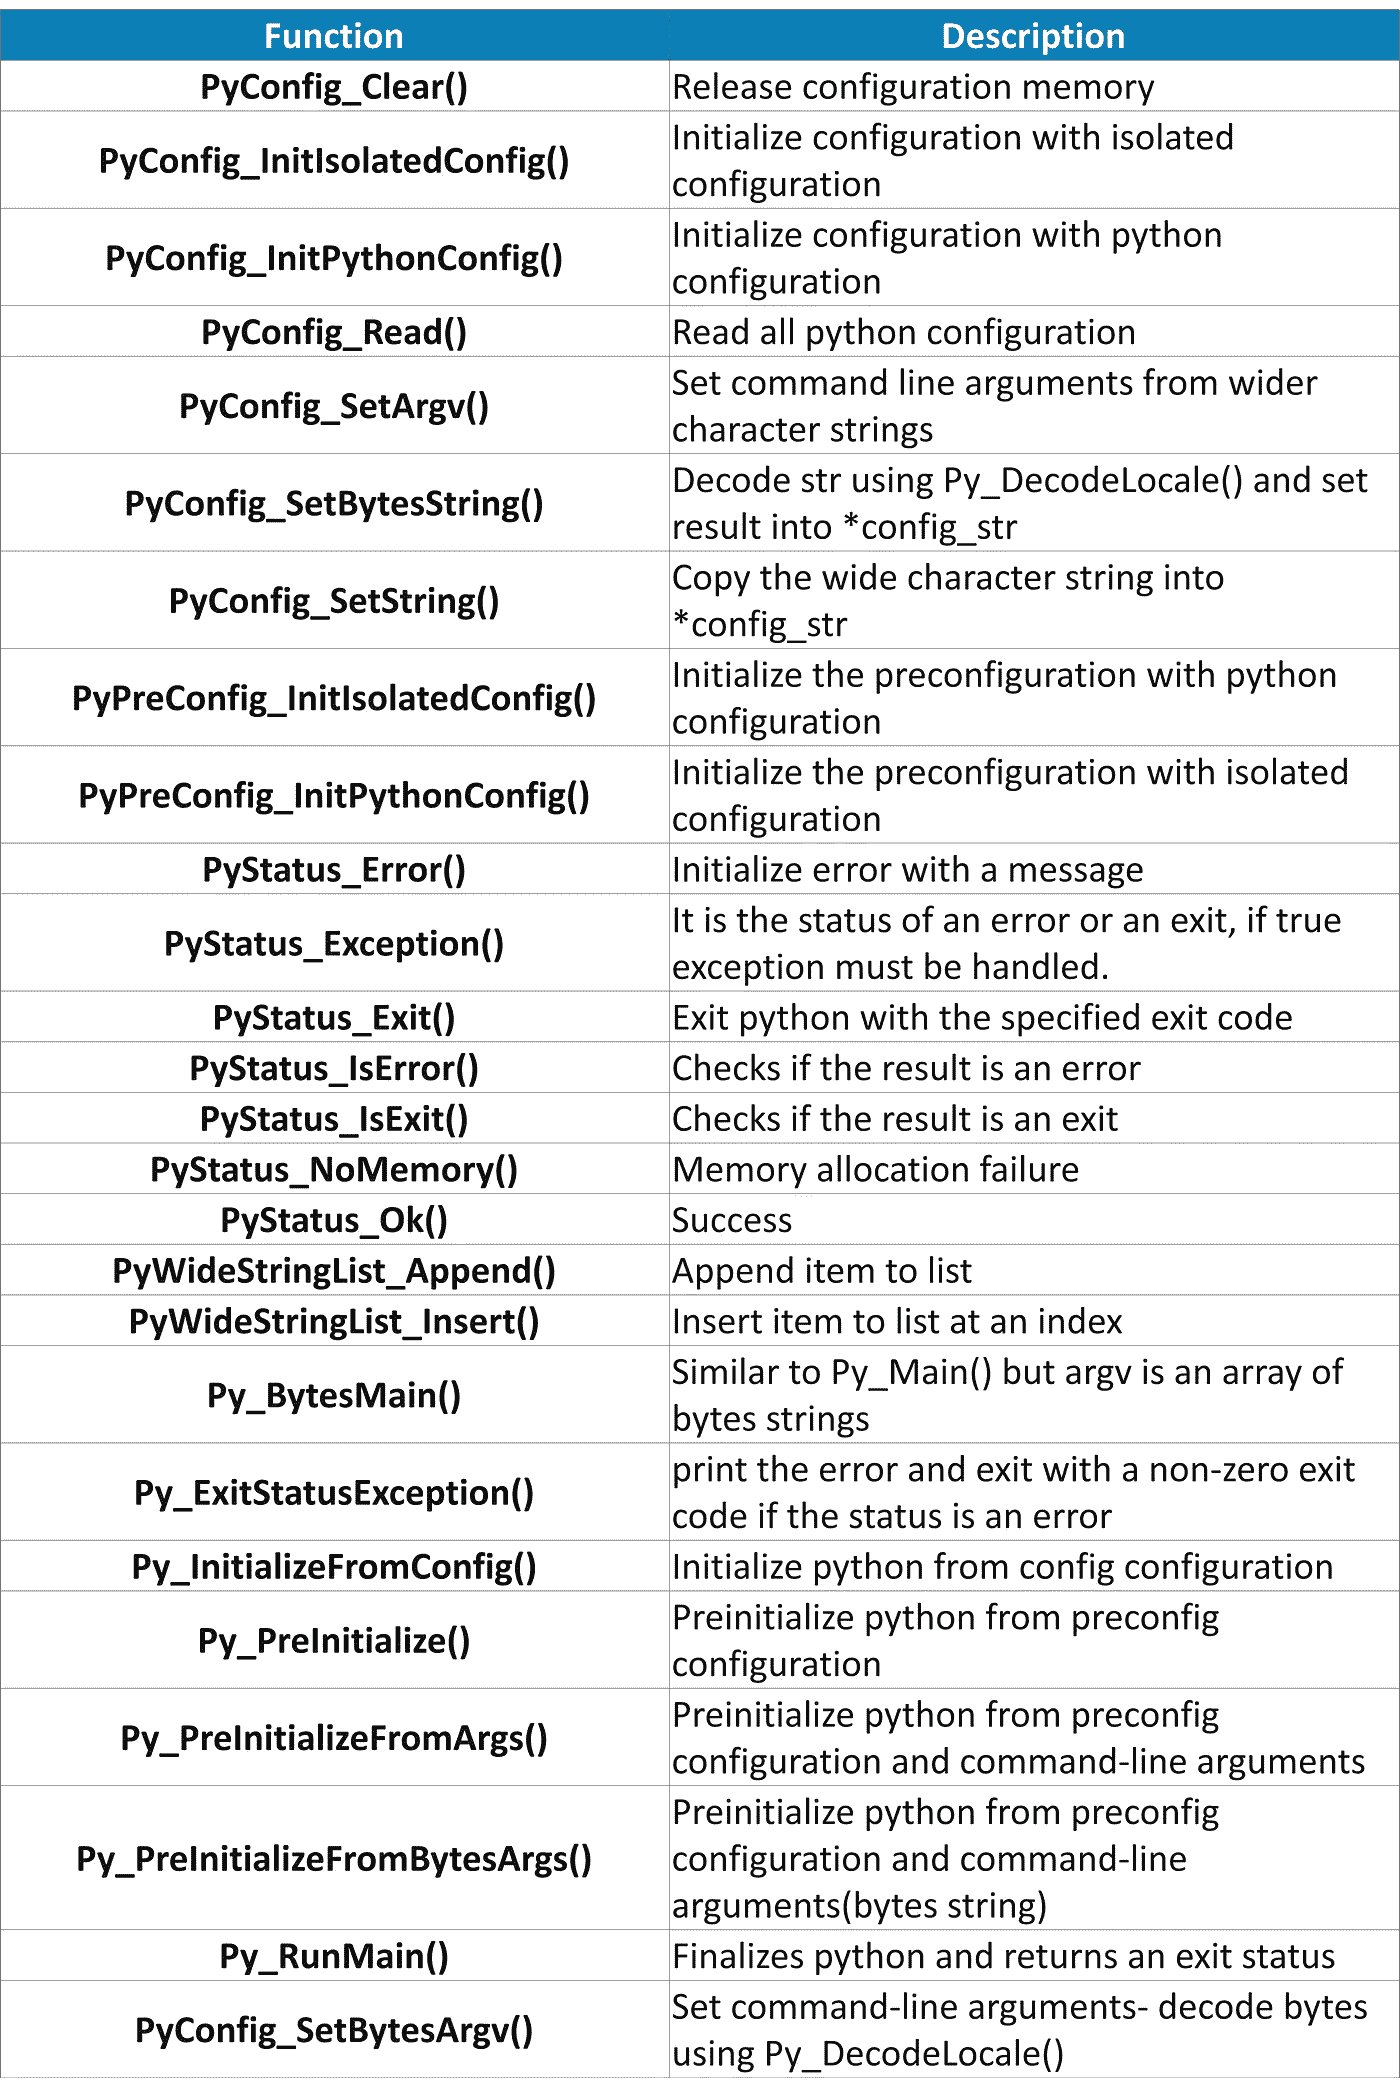 Function Description
PyConfig_Clear() Release configuration memory
PyConfig_InitIsolatedConfig() Initialize configuration with isolated
configuration
PyConfig_InitPythonConfig() Initialize configuration with python
configuration
PyConfig_Read() Read all python configuration
PyConfig_SetArgv() Set command line arguments from wider
character strings
PyConfig_SetBytesString() Decode str using Py_DecodeLocale() and set
result into *config_str
PyConfig_SetString() Copy the wide character string into
*config_str
PyPreConfig_InitIsolatedConfig() Initialize the preconfiguration with python
configuration
PyPreConfig_InitPythonConfig() Initialize the preconfiguration with isolated
configuration
PyStatus_Error() Initialize error with a message
PyStatus_Exception() It is the status of an error or an exit, if true
exception must be handled.
PyStatus_Exit() Exit python with the specified exit code
PyStatus_IsError() Checks if the result is an error
PyStatus_IsExit() Checks if the result is an exit
PyStatus_NoMemory() Memory allocation failure
PyStatus_Ok() Success
PyWideStringList_Append() Append item to list
PyWideStringList_Insert() Insert item to list at an index
Py_BytesMain() Similar to Py_Main() but argv is an array of
bytes strings
Py_ExitStatusException() print the error and exit with a non-zero exit
code if the status is an error
Py_InitializeFromConfig() Initialize python from config configuration
Py_PreInitialize() Preinitialize python from preconfig
configuration
Py_PreInitializeFromArgs() Preinitialize python from preconfig
configuration and command-line arguments
Py_PreInitializeFromBytesArgs() Preinitialize python from preconfig
configuration and command-line
arguments(bytes string)
Py_RunMain() Finalizes python and returns an exit status
PyConfig_SetBytesArgv() Set command-line arguments- decode bytes
using Py_DecodeLocale()